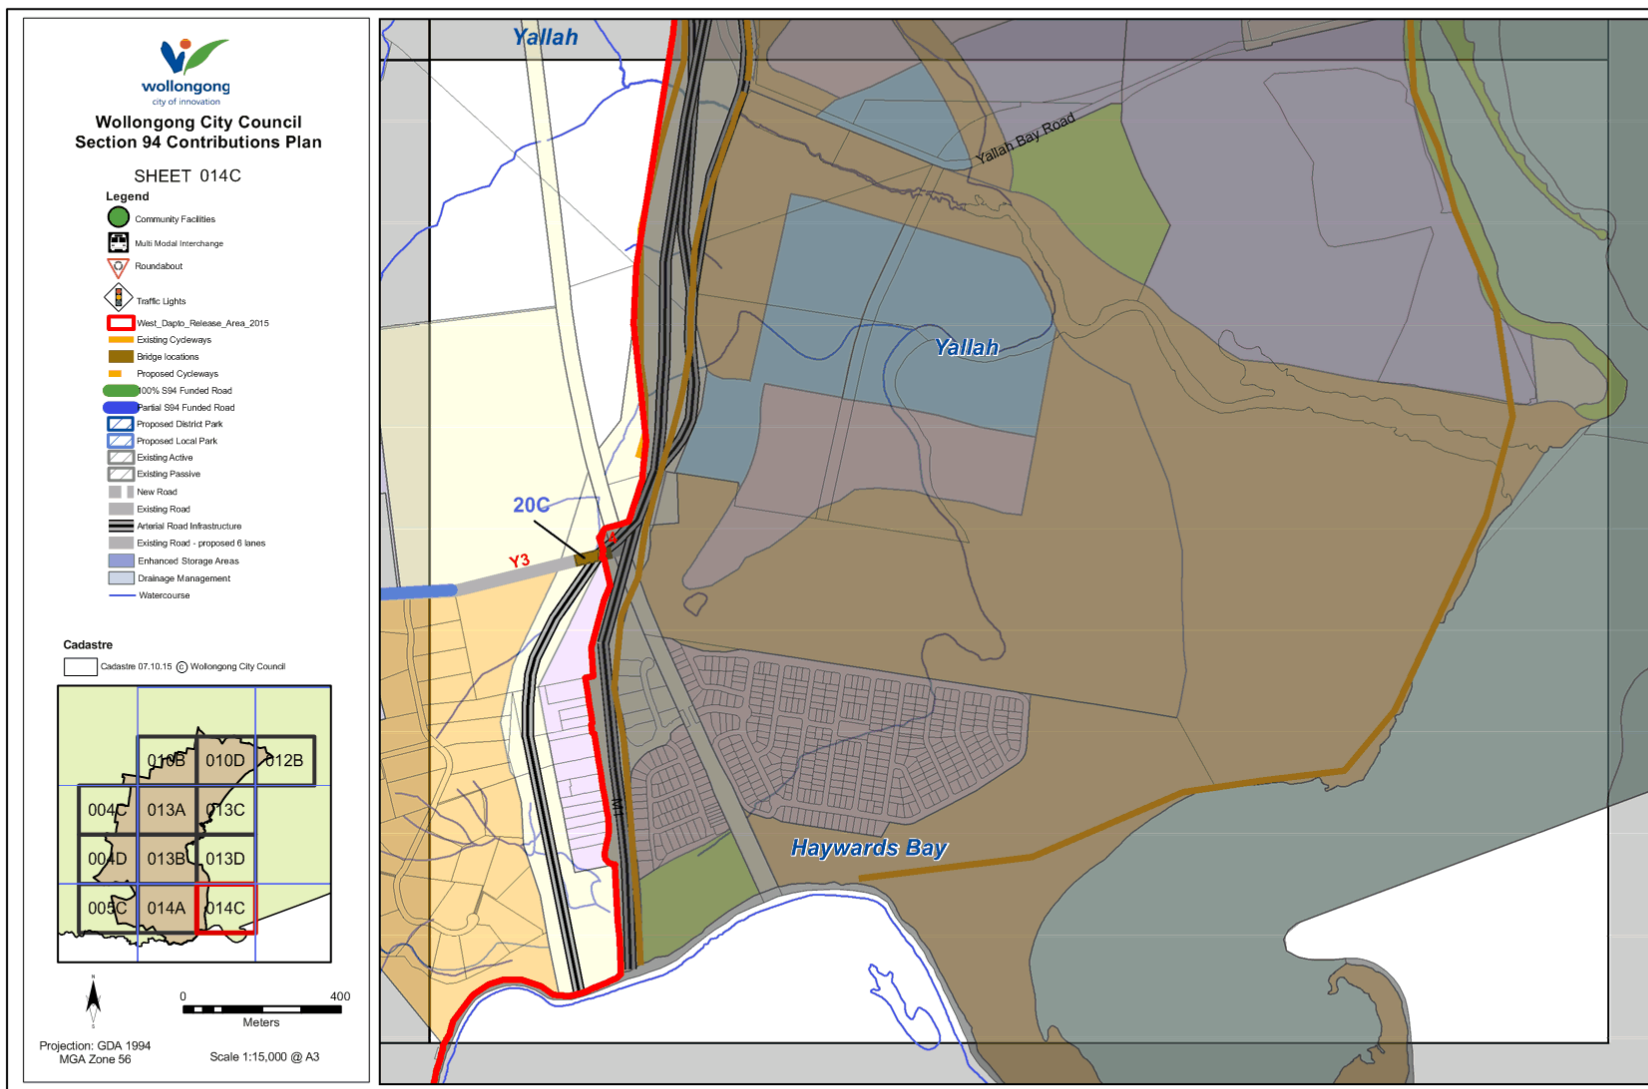 wollongong
city of innovation
Wollongong City Council
Section 94 Contributions Plan
SHEET 014C
Legend
Community Facilities
Multi Modal Interchange
Roundabout
Traffic Lights
West_Dapto_Release_Area_2015
Existing Cycleways
Bridge locations
Proposed Cycleways
100% S94 Funded Road
Partial S94 Funded Road
Proposed District Park
Proposed Local Park
Existing Active
Existing Passive
New Road
Existing Road
Arterial Road Infrastructure
Existing Road - proposed 6 lanes
Enhanced Storage Areas
Drainage Management
Watercourse
Cadastre
Cadastre 07.10.15 © Wollongong City Council
010B 010D 012B
004C 013A 013C
004D 013B 013D
005C 014A 014C
N
S
0 400
Meters
Projection: GDA 1994
MGA Zone 56
Scale 1:15,000 @ A3
Yallah
Yallah Bay Road
Yallah
20C
Y3
M1
Haywards Bay